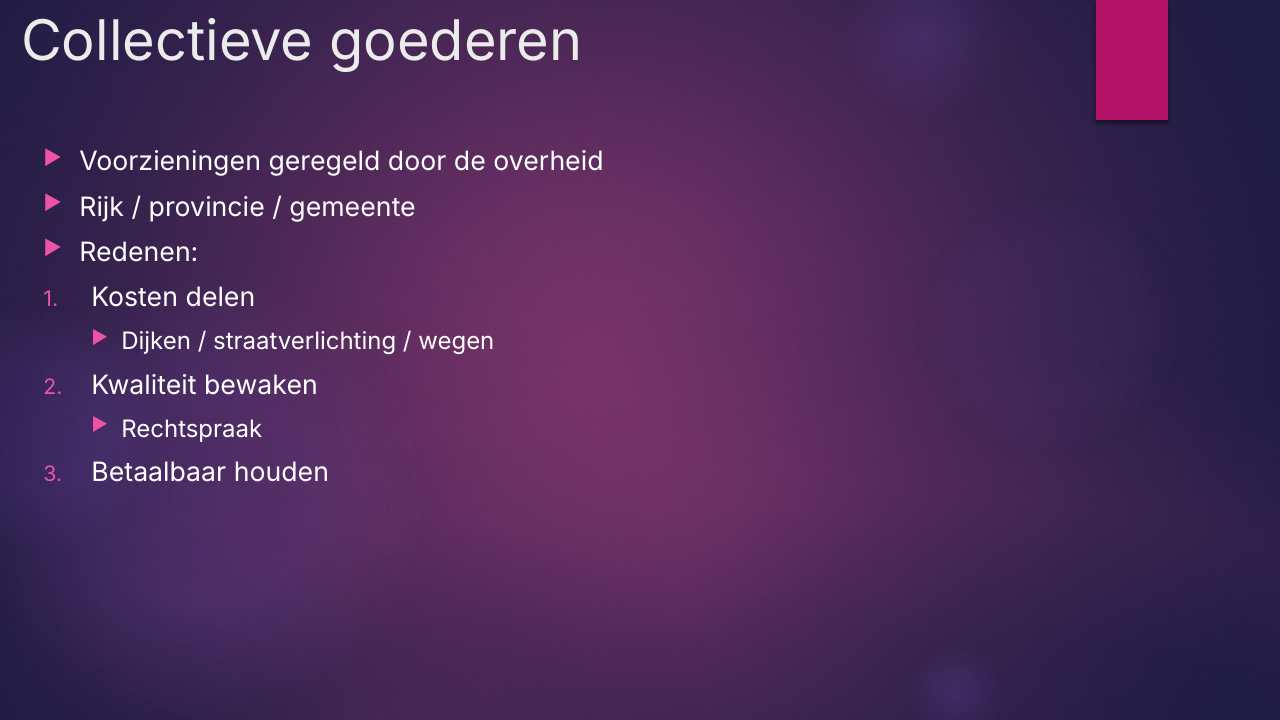 Collectieve goederen
Voorzieningen geregeld door de overheid
Rijk / provincie / gemeente
Redenen:
1. Kosten delen
Dijken / straatverlichting / wegen
2. Kwaliteit bewaken
Rechtspraak
3. Betaalbaar houden